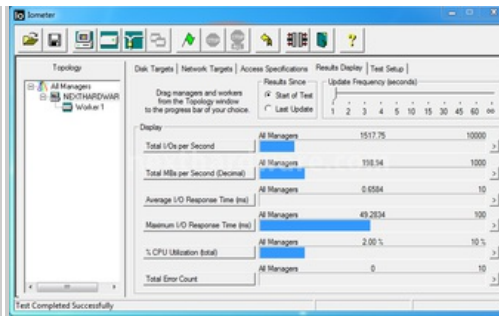 Iometer
Topology
All Managers
NEXTHARDWAR
Worker 1
Disk Targets
Network Targets
Access Specifications
Results Display
Test Setup
Drag managers and workers
from the Topology window
to the progress bar of your choice.
Results Since
Start of Test
Last Update
Update Frequency (seconds)
1 2 3 4 5 10 15 30 45 60 ∞
Display
All Managers 1517.75 10000
Total I/Os per Second
All Managers 1000
Total MBs per Second (Decimal)
All Managers 0.6584 10
Average I/O Response Time (ms)
All Managers 49.2834 100
Maximum I/O Response Time (ms)
All Managers 2.00 % 10 %
% CPU Utilization (total)
All Managers 0 10
Total Error Count
Test Completed Successfully